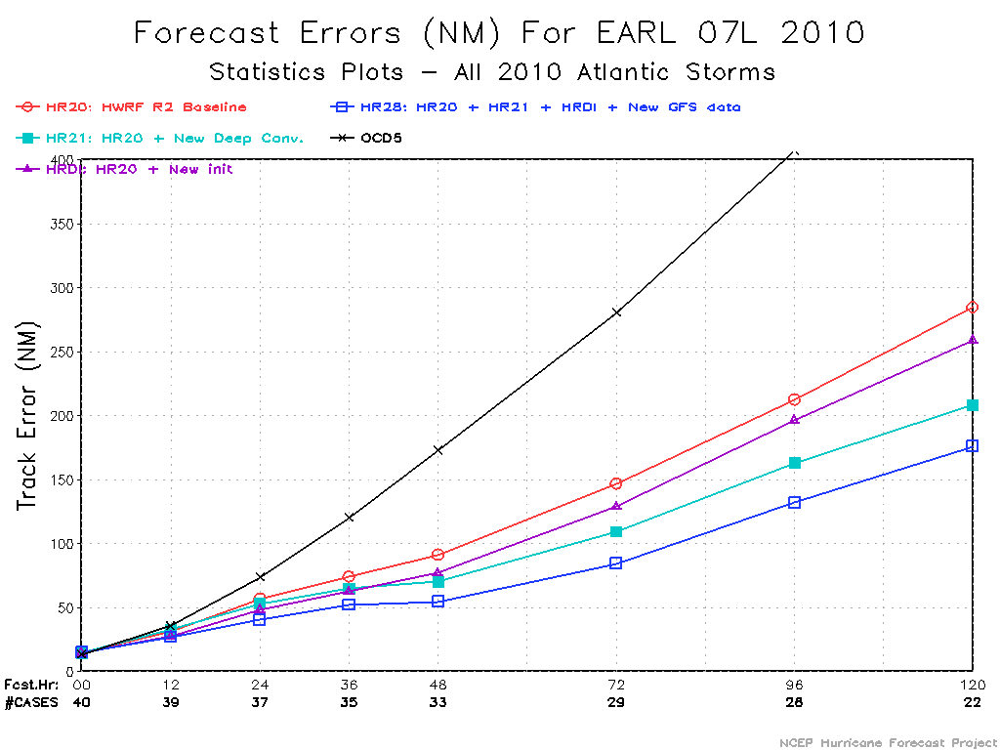 Forecast Errors (NM) For EARL 07L 2010
Statistics Plots - All 2010 Atlantic Storms
HR20: HWRF R2 Baseline
HR28: HR20 + HR21 + HRDI + New GFS data
HR21: HR20 + New Deep Conv.
OCD5
HRDI: HR20 + New init
400
350
300
250
200
150
100
50
0
Track Error (NM)
Fcst.Hr: 00 12 24 36 48 72 96 120
#CASES 40 39 37 35 33 29 26 22
NCEP Hurricane Forecast Project